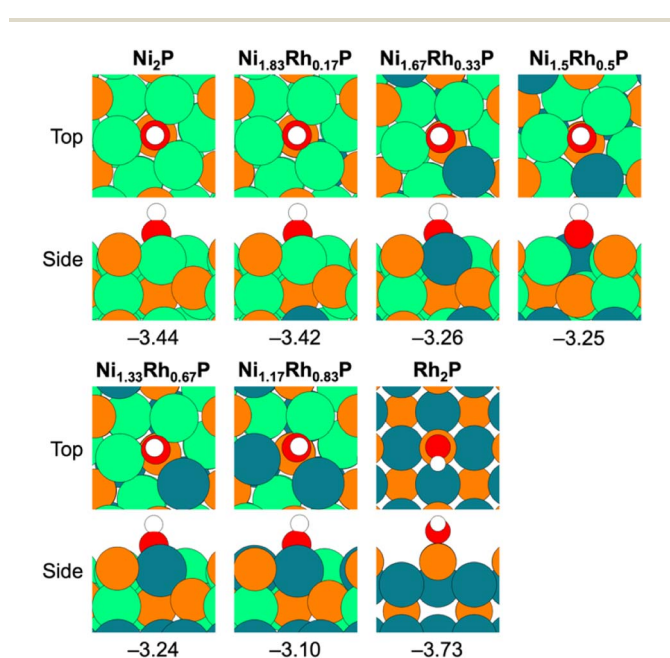 Ni₂P Ni₁.₈₃Rh₀.₁₇P Ni₁.₆₇Rh₀.₃₃P Ni₁.₅Rh₀.₅P
Top
Side
–3.44 –3.42 –3.26 –3.25
Ni₁.₃₃Rh₀.₆₇P Ni₁.₁₇Rh₀.₈₃P Rh₂P
Top
Side
–3.24 –3.10 –3.73